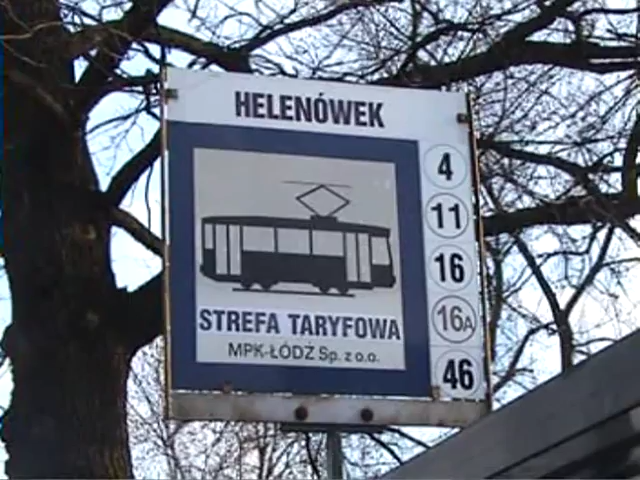 HELENÓWEK
4
11
16
16A
46
STREFA TARYFOWA
MPK-ŁÓDŹ Sp. z o.o.